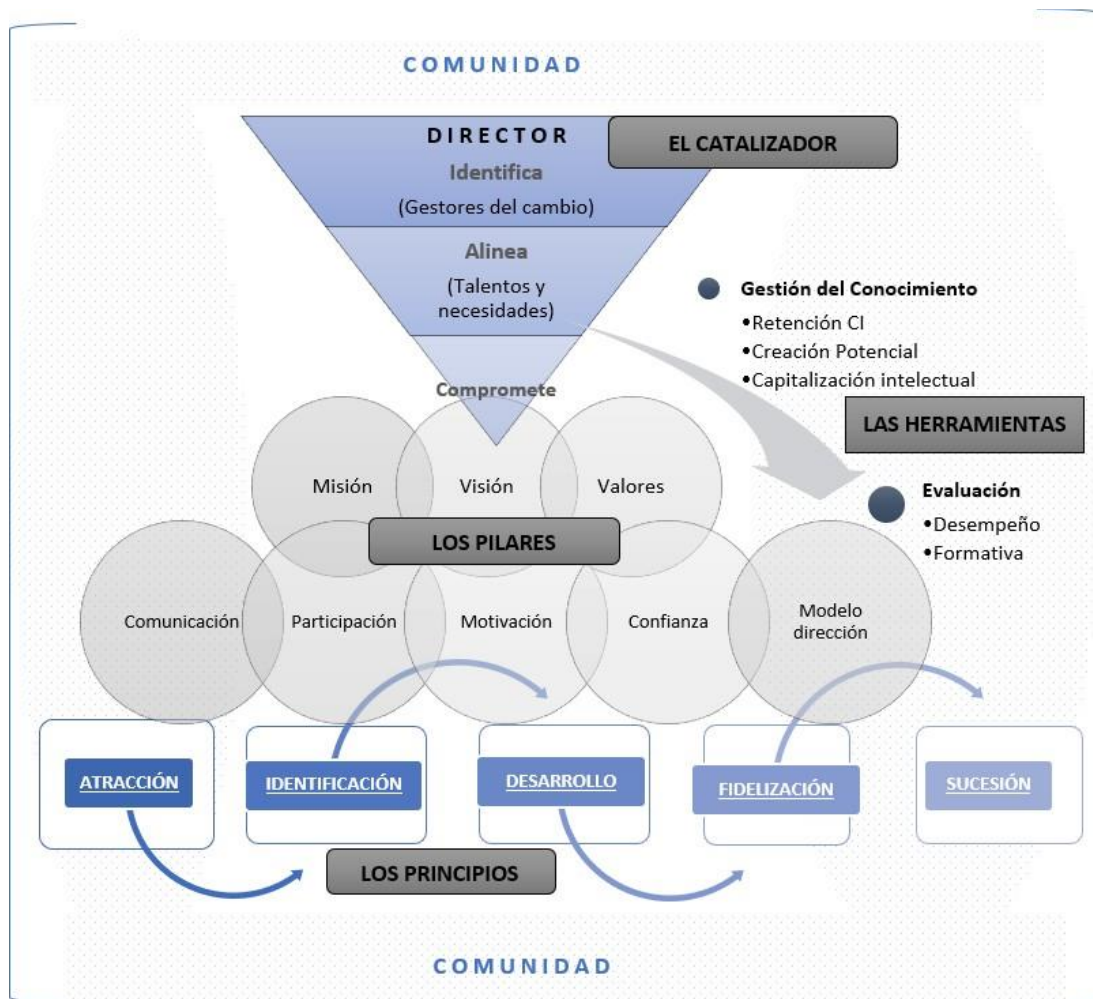 COMUNIDAD
DIRECTOR
EL CATALIZADOR
Identifica
(Gestores del cambio)
Alinea
(Talentos y
necesidades)
Gestión del Conocimiento
•Retención CI
•Creación Potencial
•Capitalización intelectual
Compromete
LAS HERRAMIENTAS
Misión
Visión
Valores
Evaluación
•Desempeño
•Formativa
LOS PILARES
Comunicación
Participación
Motivación
Confianza
Modelo
dirección
ATRACCIÓN
IDENTIFICACIÓN
DESARROLLO
FIDELIZACIÓN
SUCESIÓN
LOS PRINCIPIOS
COMUNIDAD